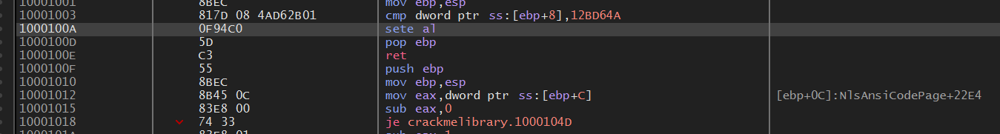 10001001 8BEC mov ebp,esp
10001003 817D 08 4AD62B01 cmp dword ptr ss:[ebp+8],12BD64A
1000100A 0F94C0 sete al
1000100D 5D pop ebp
1000100E C3 ret
1000100F 55 push ebp
10001010 8BEC mov ebp,esp
10001012 8B45 0C mov eax,dword ptr ss:[ebp+C] [ebp+0C]:NlsAnsiCodePage+22E4
10001015 83E8 00 sub eax,0
10001018 74 33 je crackmelibrary.1000104D
1000101A 83E8 01 sub eax,1